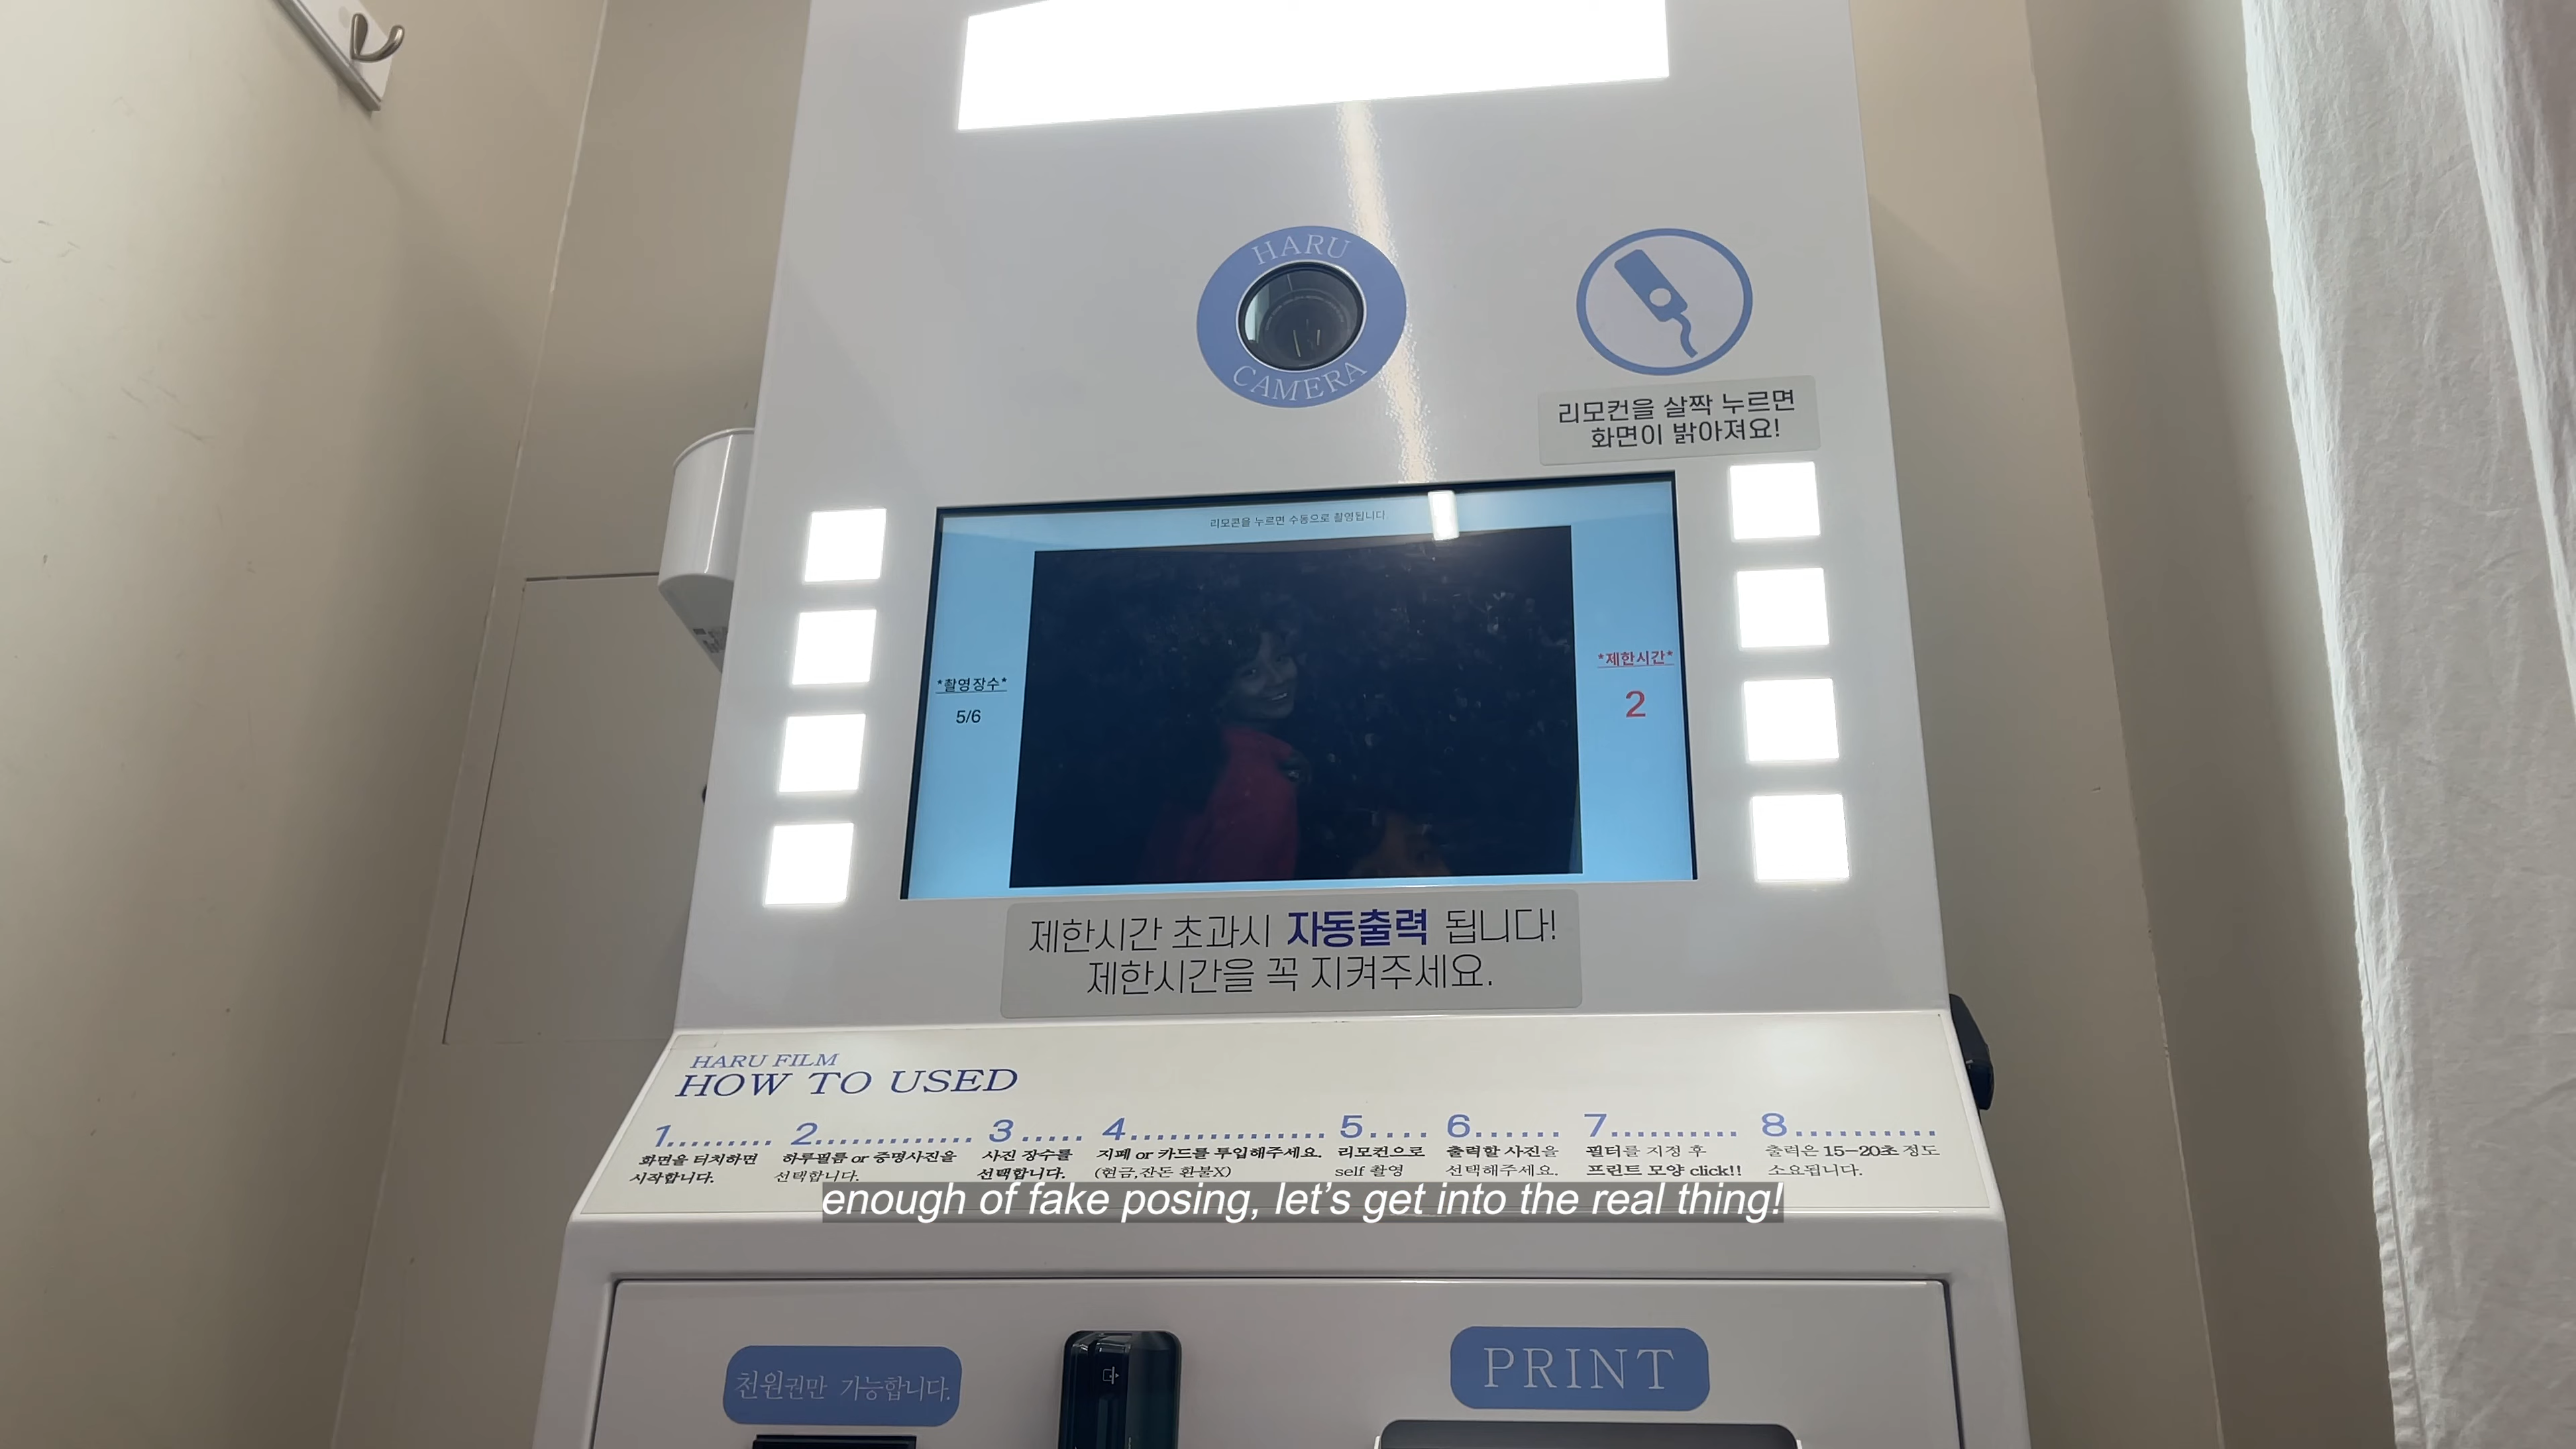 HARU
CAMERA
리모컨을 살짝 누르면
화면이 밝아져요!
리모콘을 누르면 수동으로 촬영됩니다.
*촬영장수*
5/6
*제한시간*
2
제한시간 초과시 자동출력 됩니다!
제한시간을 꼭 지켜주세요.
HARU FILM
HOW TO USED
1......... 2.............. 3...... 4.................. 5.... 6....... 7........... 8............
화면을 터치하면 하루필름 or 증명사진을 사진 장수를 지폐 or 카드를 투입해주세요. 리모컨으로 출력할 사진을 필터를 지정 후 출력은 15-20초 정도
시작합니다. 선택합니다. 선택합니다. (현금,잔돈 환불X) self 촬영 선택해주세요. 프린트 모양 click!! 소요됩니다.
enough of fake posing, let's get into the real thing!
천원권만 가능합니다.
PRINT